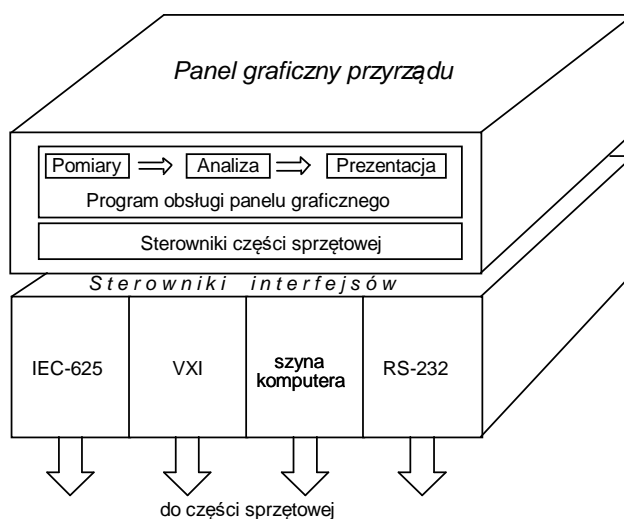 Panel graficzny przyrządu
Pomiary Analiza Prezentacja
Program obsługi panelu graficznego
Sterowniki części sprzętowej
Sterowniki interfejsów
IEC-625 VXI szyna komputera RS-232
do części sprzętowej